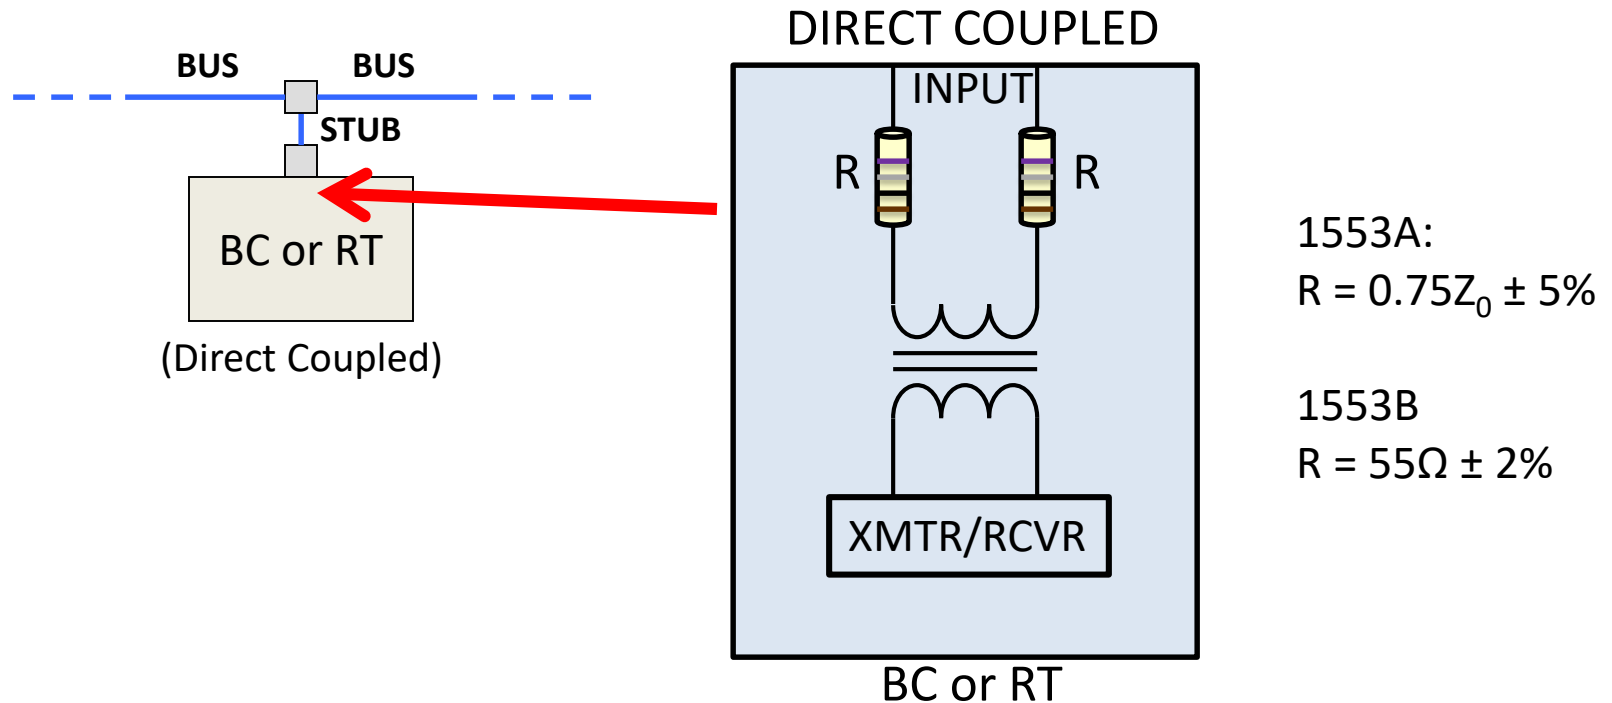 DIRECT COUPLED
BUS BUS
STUB
BC or RT
(Direct Coupled)
INPUT
R R
XMTR/RCVR
BC or RT
1553A:
R = 0.75Z₀ ± 5%
1553B
R = 55Ω ± 2%